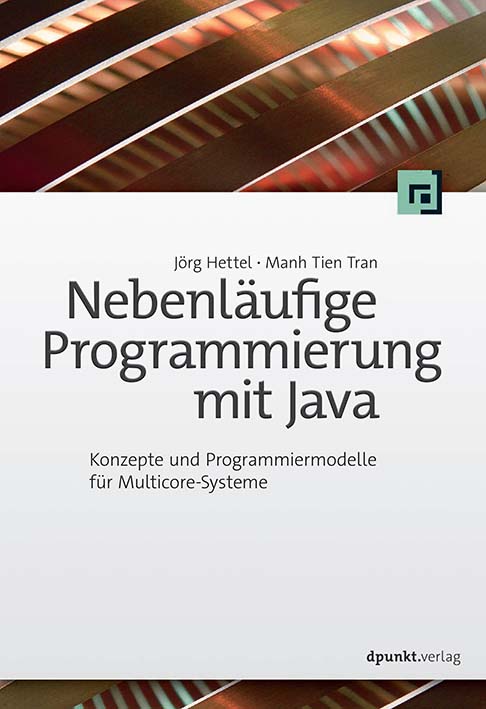 Jörg Hettel · Manh Tien Tran
Nebenläufige
Programmierung
mit Java
Konzepte und Programmiermodelle
für Multicore-Systeme
dpunkt.verlag